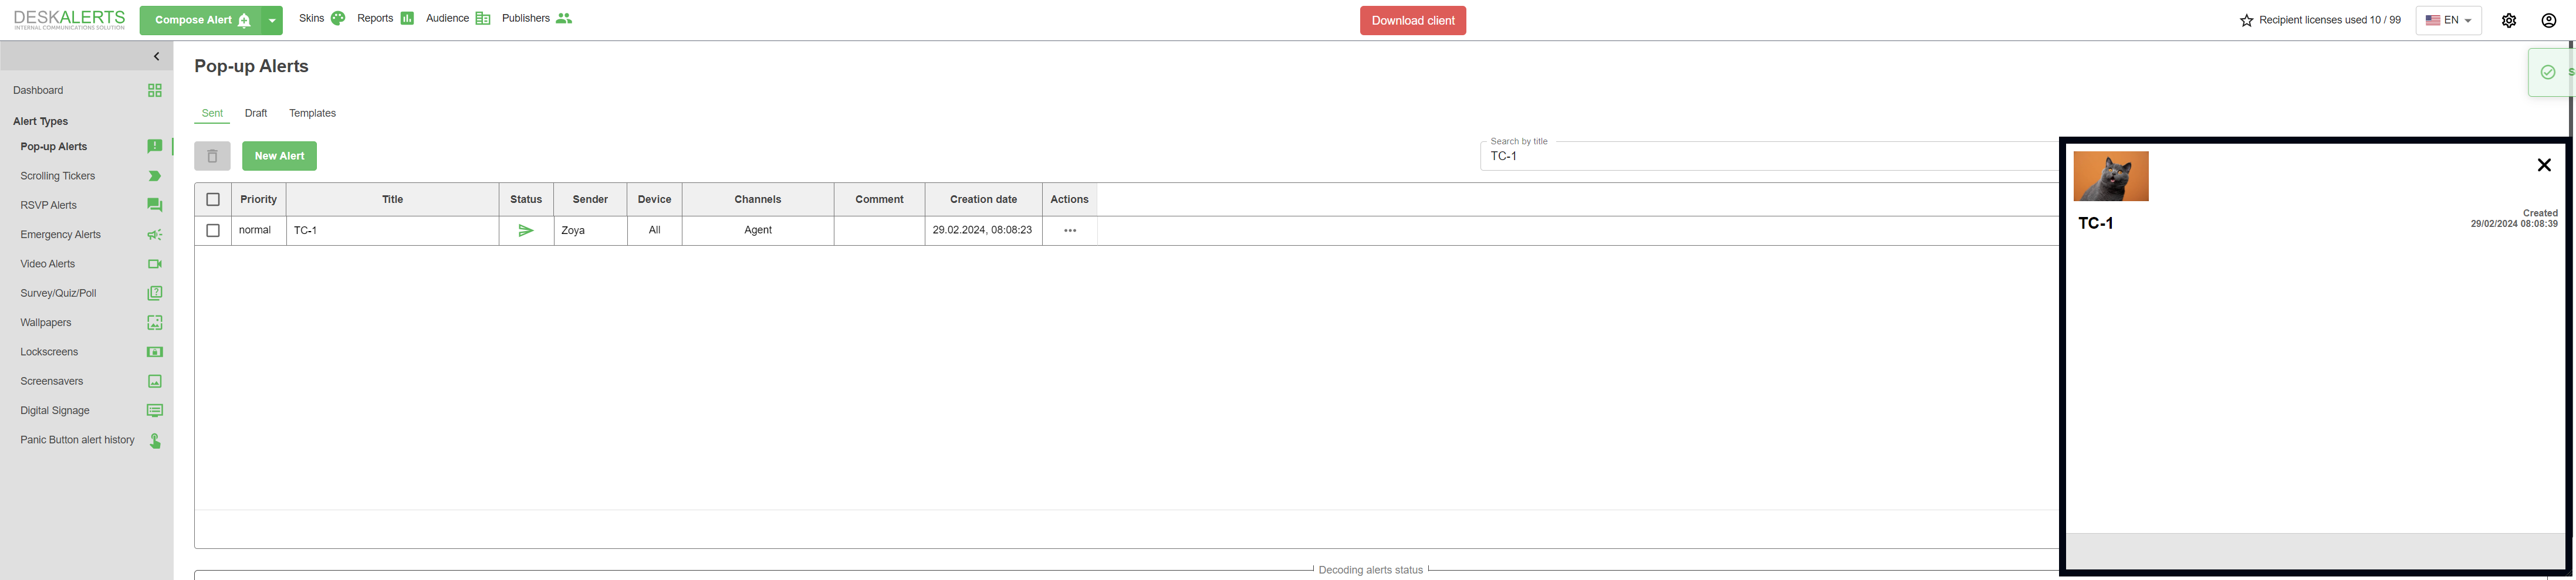 DESKALERTS
INTERNAL COMMUNICATIONS SOLUTION
Compose Alert
Skins
Reports
Audience
Publishers
Download client
Recipient licenses used 10 / 99
EN
Dashboard
Alert Types
Pop-up Alerts
Scrolling Tickers
RSVP Alerts
Emergency Alerts
Video Alerts
Survey/Quiz/Poll
Wallpapers
Lockscreens
Screensavers
Digital Signage
Panic Button alert history
Pop-up Alerts
Sent Draft Templates
New Alert
Search by title
TC-1
Priority Title Status Sender Device Channels Comment Creation date Actions
normal TC-1 Zoya All Agent 29.02.2024, 08:08:23
Decoding alerts status
TC-1
Created
29/02/2024 08:08:39